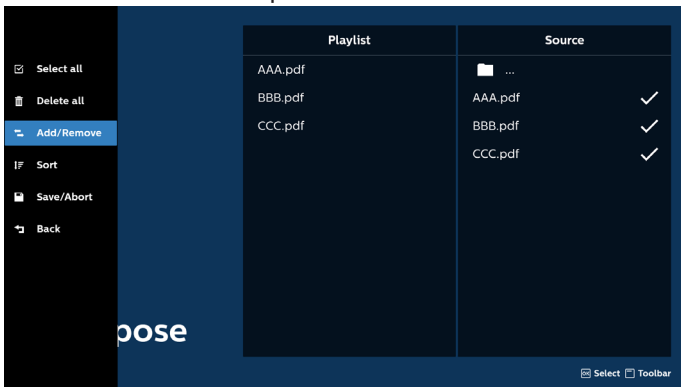 Select all
Delete all
Add/Remove
Sort
Save/Abort
Back
pose
Playlist
AAA.pdf
BBB.pdf
CCC.pdf
Source
...
AAA.pdf
BBB.pdf
CCC.pdf
OK Select Toolbar